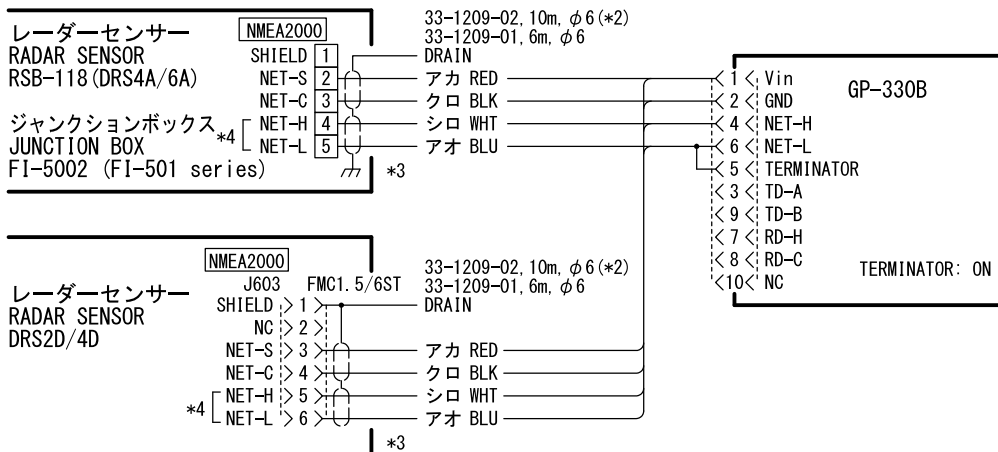 レーダーセンサー
RADAR SENSOR
RSB-118(DRS4A/6A)
ジャンクションボックス
JUNCTION BOX
FI-5002 (FI-501 series)
NMEA2000
SHIELD 1
NET-S 2
NET-C 3
*4 NET-H 4
NET-L 5
*3
33-1209-02, 10m, φ6(*2)
33-1209-01, 6m, φ6
DRAIN
アカ RED
クロ BLK
シロ WHT
アオ BLU
GP-330B
1 Vin
2 GND
4 NET-H
6 NET-L
5 TERMINATOR
3 TD-A
9 TD-B
7 RD-H
8 RD-C
10 NC
TERMINATOR: ON
レーダーセンサー
RADAR SENSOR
DRS2D/4D
NMEA2000
J603 FMC1.5/6ST
SHIELD 1
NC 2
NET-S 3
NET-C 4
*4 NET-H 5
NET-L 6
*3
33-1209-02, 10m, φ6(*2)
33-1209-01, 6m, φ6
DRAIN
アカ RED
クロ BLK
シロ WHT
アオ BLU